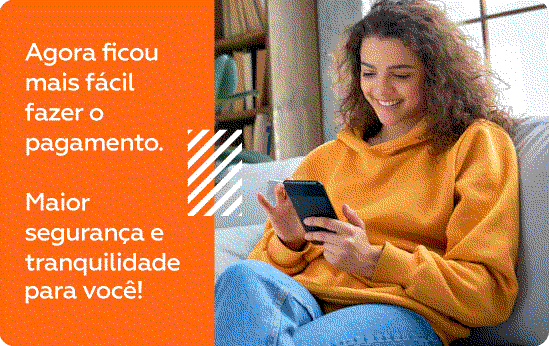 Agora ficou
mais fácil
fazer o
pagamento.
Maior
segurança e
tranquilidade
para você!